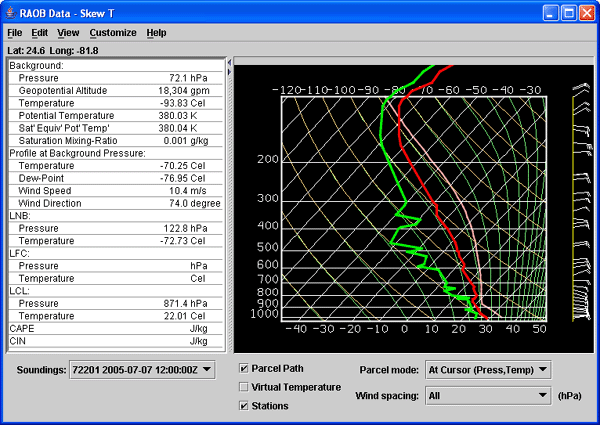 RAOB Data - Skew T
File Edit View Customize Help
Lat: 24.6 Long: -81.8
Background:
Pressure 72.1 hPa
Geopotential Altitude 18,304 gpm
Temperature -93.83 Cel
Potential Temperature 380.03 K
Sat' Equiv' Pot' Temp' 380.04 K
Saturation Mixing-Ratio 0.001 g/kg
Profile at Background Pressure:
Temperature -70.25 Cel
Dew-Point -76.95 Cel
Wind Speed 10.4 m/s
Wind Direction 74.0 degree
LNB:
Pressure 122.8 hPa
Temperature -72.73 Cel
LFC:
Pressure hPa
Temperature Cel
LCL:
Pressure 871.4 hPa
Temperature 22.01 Cel
CAPE J/kg
CIN J/kg
-120 -110 -100 -90 -80 -70 -60 -50 -40 -30
200
300
400
500
600
700
800
900
1000
-40 -30 -20 -10 0 10 20 30 40 50
Soundings: 72201 2005-07-07 12:00:00Z
Parcel Path
Virtual Temperature
Stations
Parcel mode: At Cursor (Press,Temp)
Wind spacing: All (hPa)